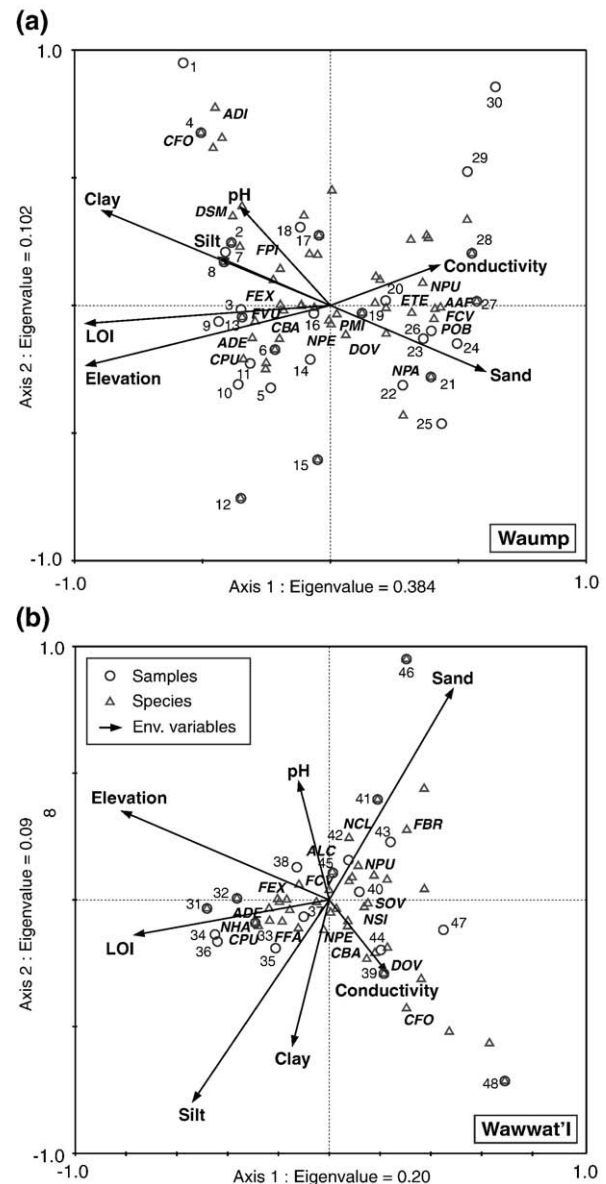 (a)
1.0
1
30
4
ADI
CFO
29
Clay
pH
DSM
2
18
17
28
Silt
7
FPI
8
Conductivity
NPU
20
FEX
ETE
AAF
27
3
FVU
16
PMI
19
9
13
CBA
POB
LOI
ADE
6
NPE
DOV
23
24
CPU
14
Elevation
11
NPA
Sand
10
5
22
21
25
15
12
Waump
-1.0
-1.0
1.0
Axis 1 : Eigenvalue = 0.384
Axis 2 : Eigenvalue = 0.102
(b)
1.0
Samples
Species
Env. variables
46
Sand
pH
Elevation
41
NCL
FBR
42
43
ALC
38
45
NPU
FEX
FCV
32
40
31
SOV
ADE
37
NSI
47
NHA
LOI
34
33
CPU
FFA
NPE
36
35
CBA
44
DOV
39
Conductivity
CFO
Clay
48
Silt
Wawwat'I
-1.0
-1.0
1.0
Axis 1 : Eigenvalue = 0.20
Axis 2 : Eigenvalue = 0.09
8